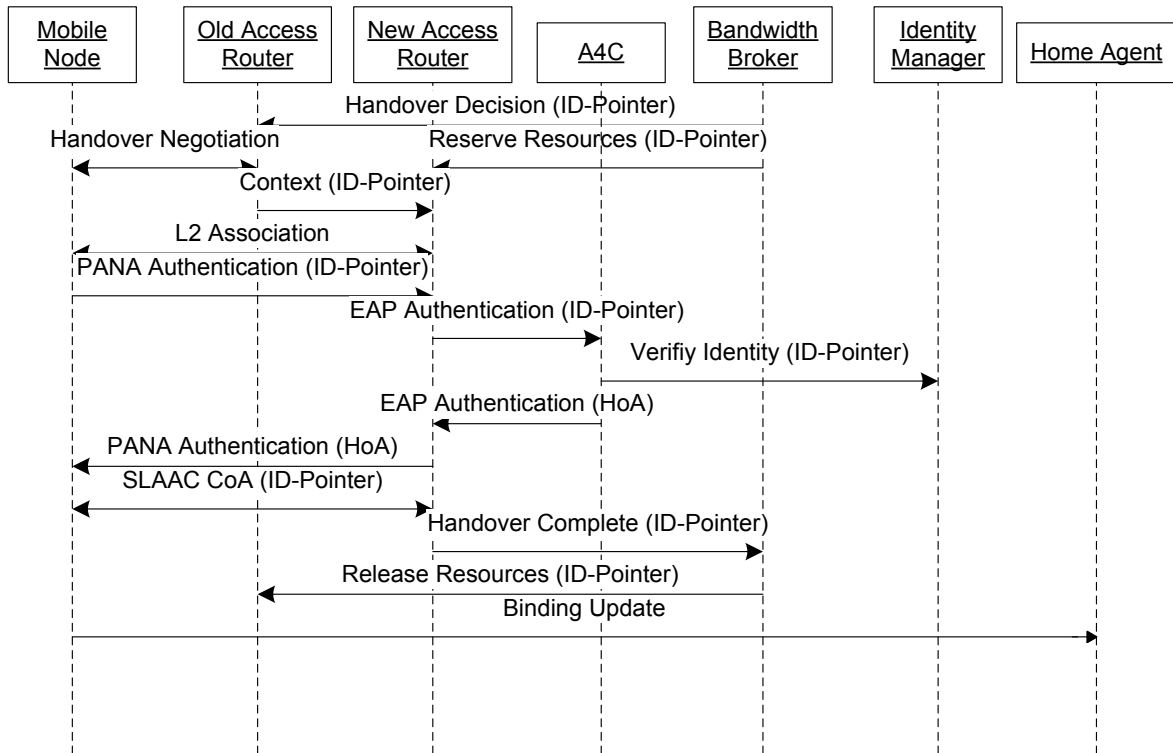 Mobile
Node
Old Access
Router
New Access
Router
A4C
Bandwidth
Broker
Identity
Manager
Home Agent
Handover Decision (ID-Pointer)
Handover Negotiation
Reserve Resources (ID-Pointer)
Context (ID-Pointer)
L2 Association
PANA Authentication (ID-Pointer)
EAP Authentication (ID-Pointer)
Verifiy Identity (ID-Pointer)
EAP Authentication (HoA)
PANA Authentication (HoA)
SLAAC CoA (ID-Pointer)
Handover Complete (ID-Pointer)
Release Resources (ID-Pointer)
Binding Update